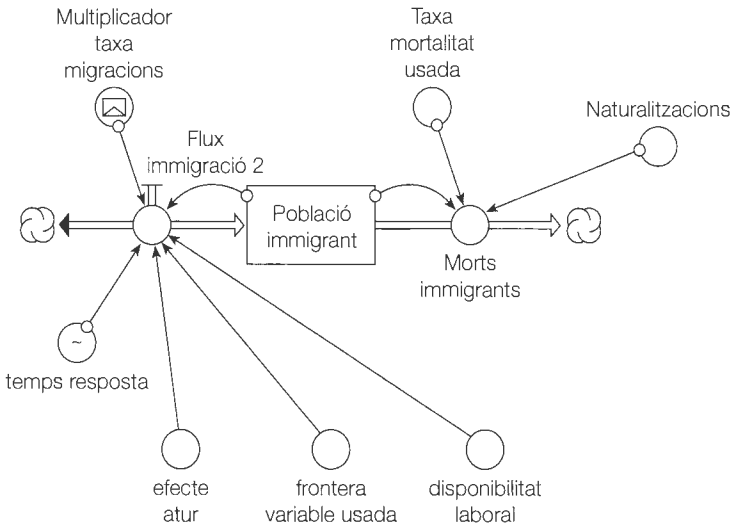 Multiplicador
taxa
migracions
Taxa
mortalitat
usada
Naturalitzacions
Flux
immigració 2
Població
immigrant
Morts
immigrants
~
temps resposta
efecte
atur
frontera
variable usada
disponibilitat
laboral